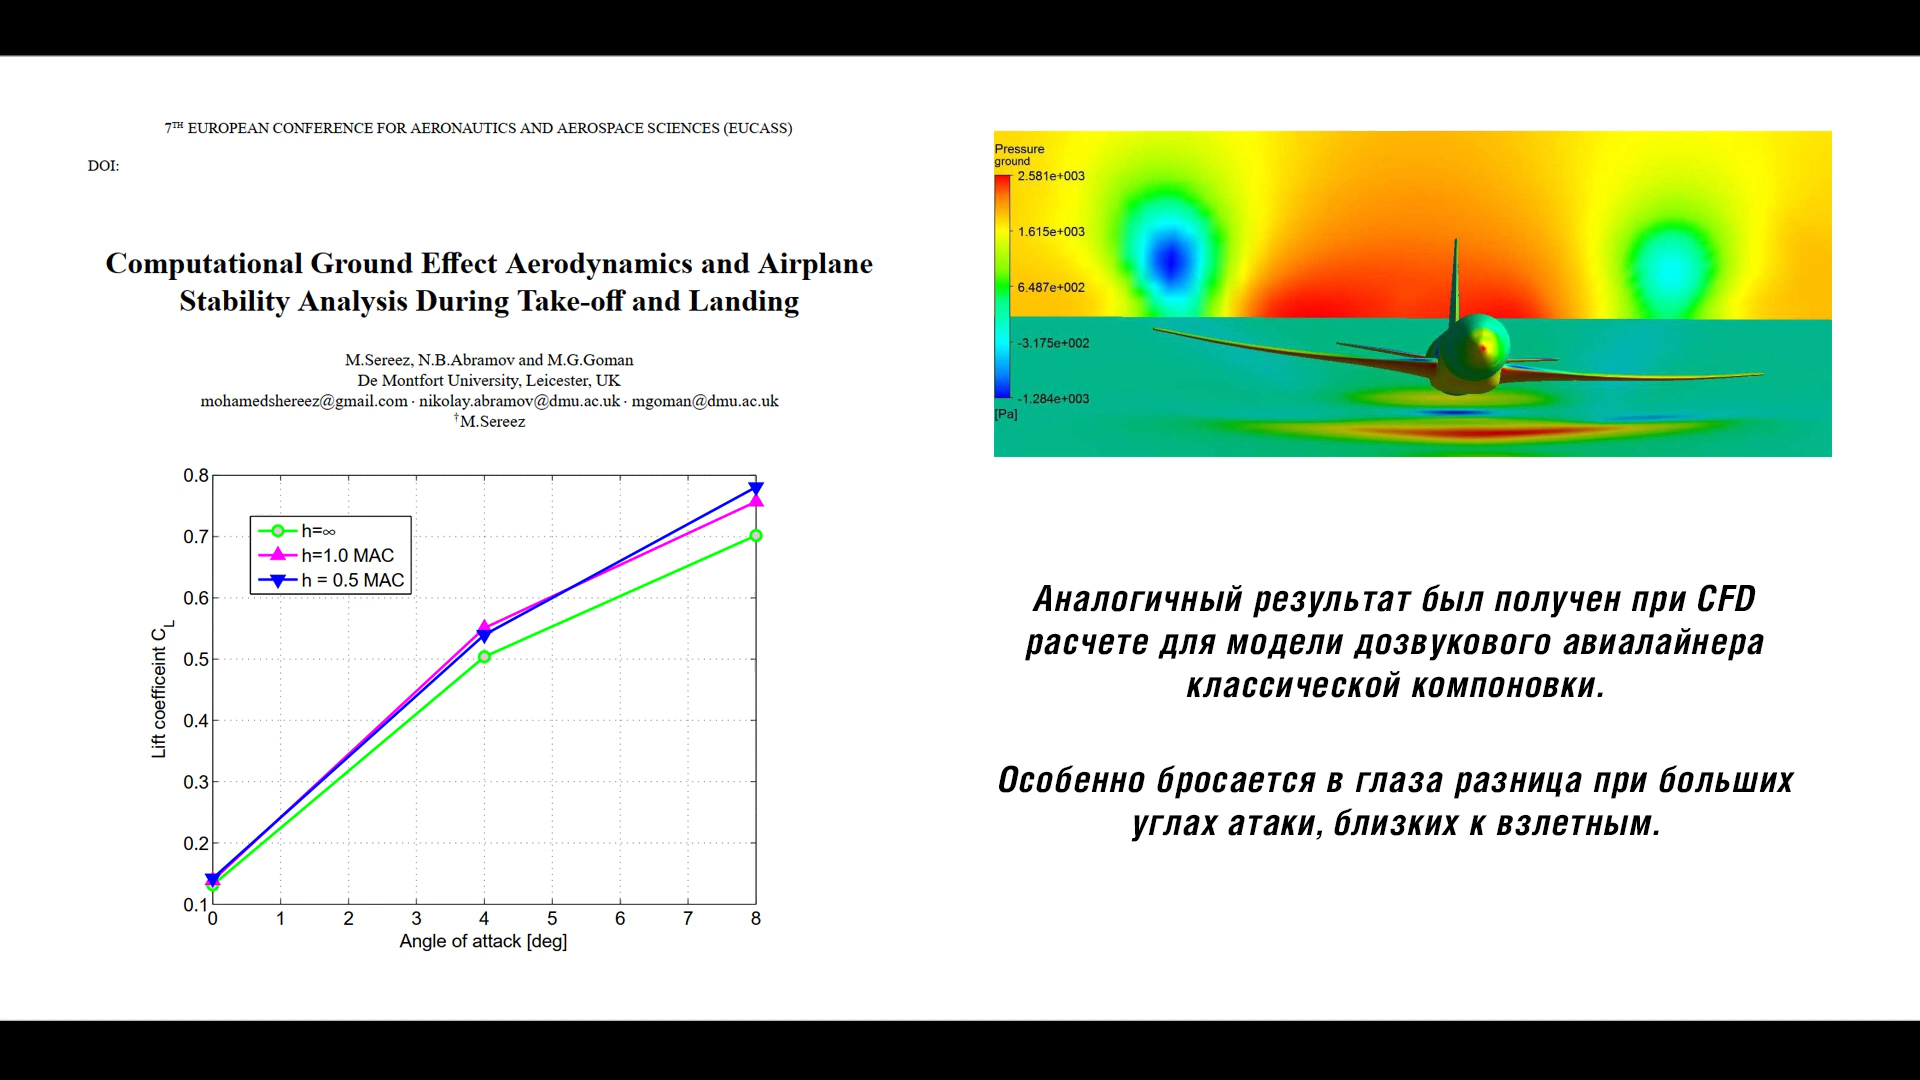 7TH EUROPEAN CONFERENCE FOR AERONAUTICS AND AEROSPACE SCIENCES (EUCASS)
DOI:
Computational Ground Effect Aerodynamics and Airplane
Stability Analysis During Take-off and Landing
M.Sereez, N.B.Abramov and M.G.Goman
De Montfort University, Leicester, UK
mohamedshereez@gmail.com · nikolay.abramov@dmu.ac.uk · mgoman@dmu.ac.uk
†M.Sereez
0.8
0.7
0.6
0.5
0.4
0.3
0.2
0.1
Lift coefficeint CL
h=∞
h=1.0 MAC
h = 0.5 MAC
0 1 2 3 4 5 6 7 8
Angle of attack [deg]
Pressure
ground
2.581e+003
1.615e+003
6.487e+002
-3.175e+002
-1.284e+003
[Pa]
Аналогичный результат был получен при CFD
расчете для модели дозвукового авиалайнера
классической компоновки.
Особенно бросается в глаза разница при больших
углах атаки, близких к взлетным.